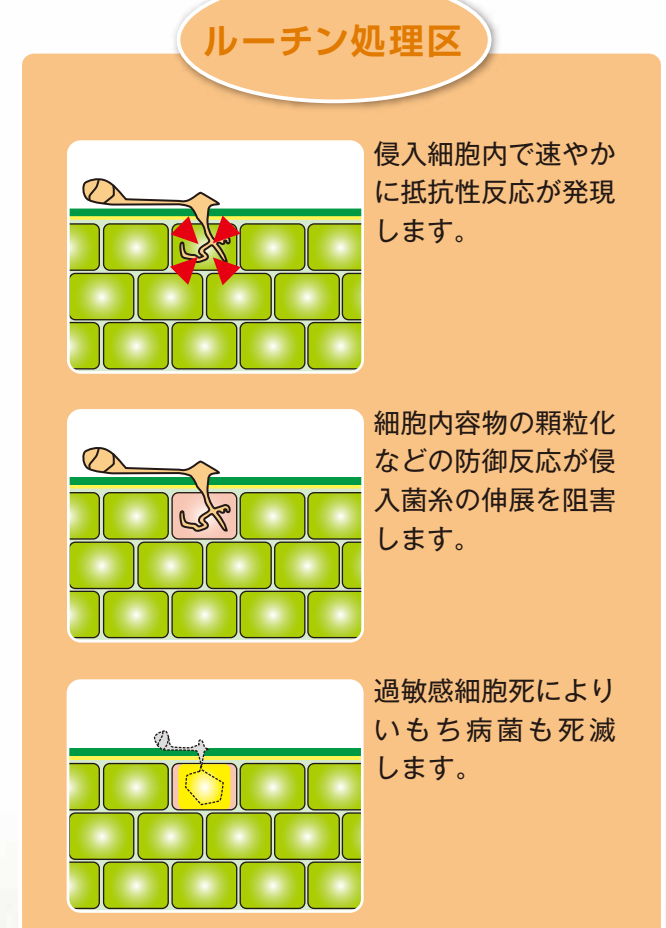 ルーチン処理区
侵入細胞内で速やか
に抵抗性反応が発現
します。
細胞内容物の顆粒化
などの防御反応が侵
入菌糸の伸展を阻害
します。
過敏感細胞死により
いもち病菌も死滅
します。